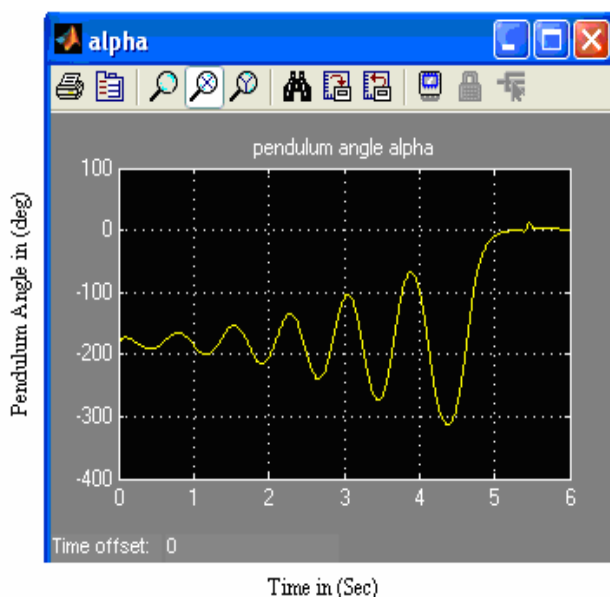 alpha
pendulum angle alpha
Pendulum Angle in (deg)
100
0
-100
-200
-300
-400
0 1 2 3 4 5 6
Time offset: 0
Time in (Sec)